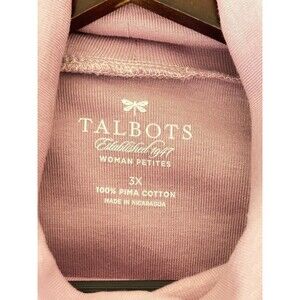 TALBOTS
Established 1947
WOMAN PETITES
3X
100% PIMA COTTON
MADE IN NICARAGUA